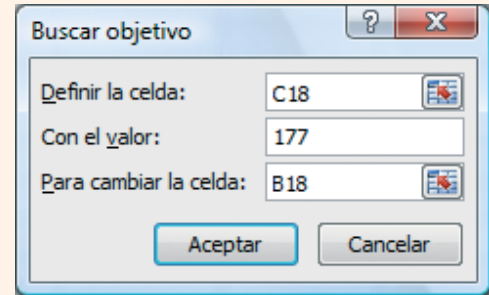 Buscar objetivo
Definir la celda: C18
Con el valor: 177
Para cambiar la celda: B18
Aceptar Cancelar